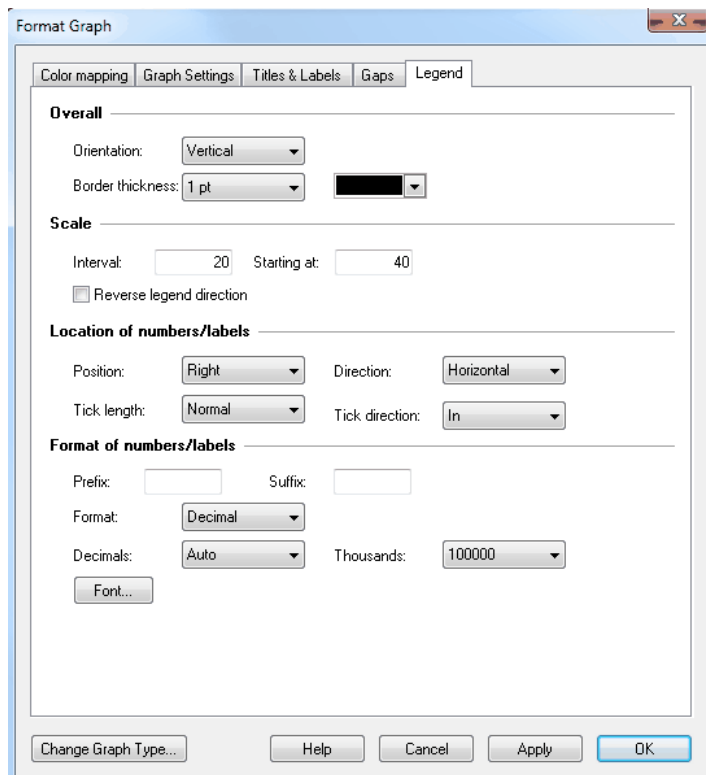 Format Graph
Color mapping Graph Settings Titles & Labels Gaps Legend
Overall
Orientation: Vertical
Border thickness: 1 pt
Scale
Interval: 20 Starting at: 40
Reverse legend direction
Location of numbers/labels
Position: Right Direction: Horizontal
Tick length: Normal Tick direction: In
Format of numbers/labels
Prefix: Suffix:
Format: Decimal
Decimals: Auto Thousands: 100000
Font...
Change Graph Type... Help Cancel Apply OK